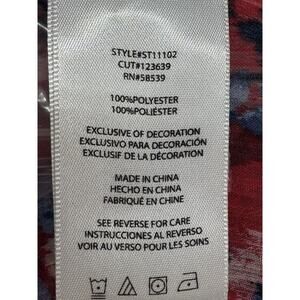 STYLE#ST11102
CUT#123639
RN#58539
100%POLYESTER
100%POLIÉSTER
EXCLUSIVE OF DECORATION
EXCLUSIVO PARA DECORACIÓN
EXCLUSIF DE LA DÉCORATION
MADE IN CHINA
HECHO EN CHINA
FABRIQUÉ EN CHINE
SEE REVERSE FOR CARE
INSTRUCCIONES AL REVERSO
VOIR AU VERSO POUR LES SOINS